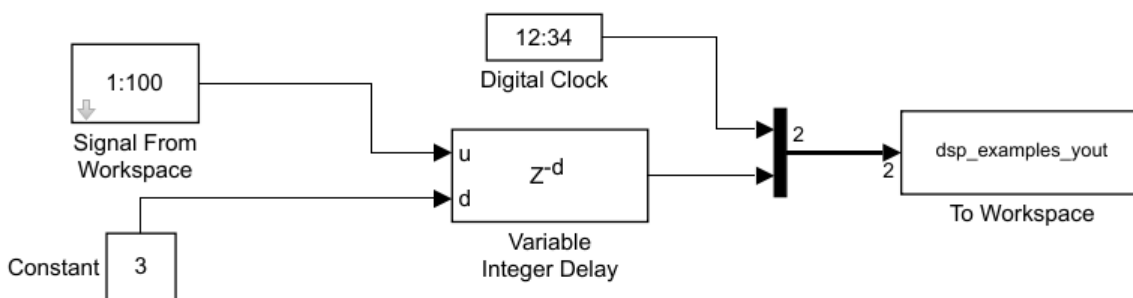 1:100
Signal From
Workspace
12:34
Digital Clock
u
d
Z-d
Variable
Integer Delay
Constant
3
2
2
dsp_examples_yout
To Workspace